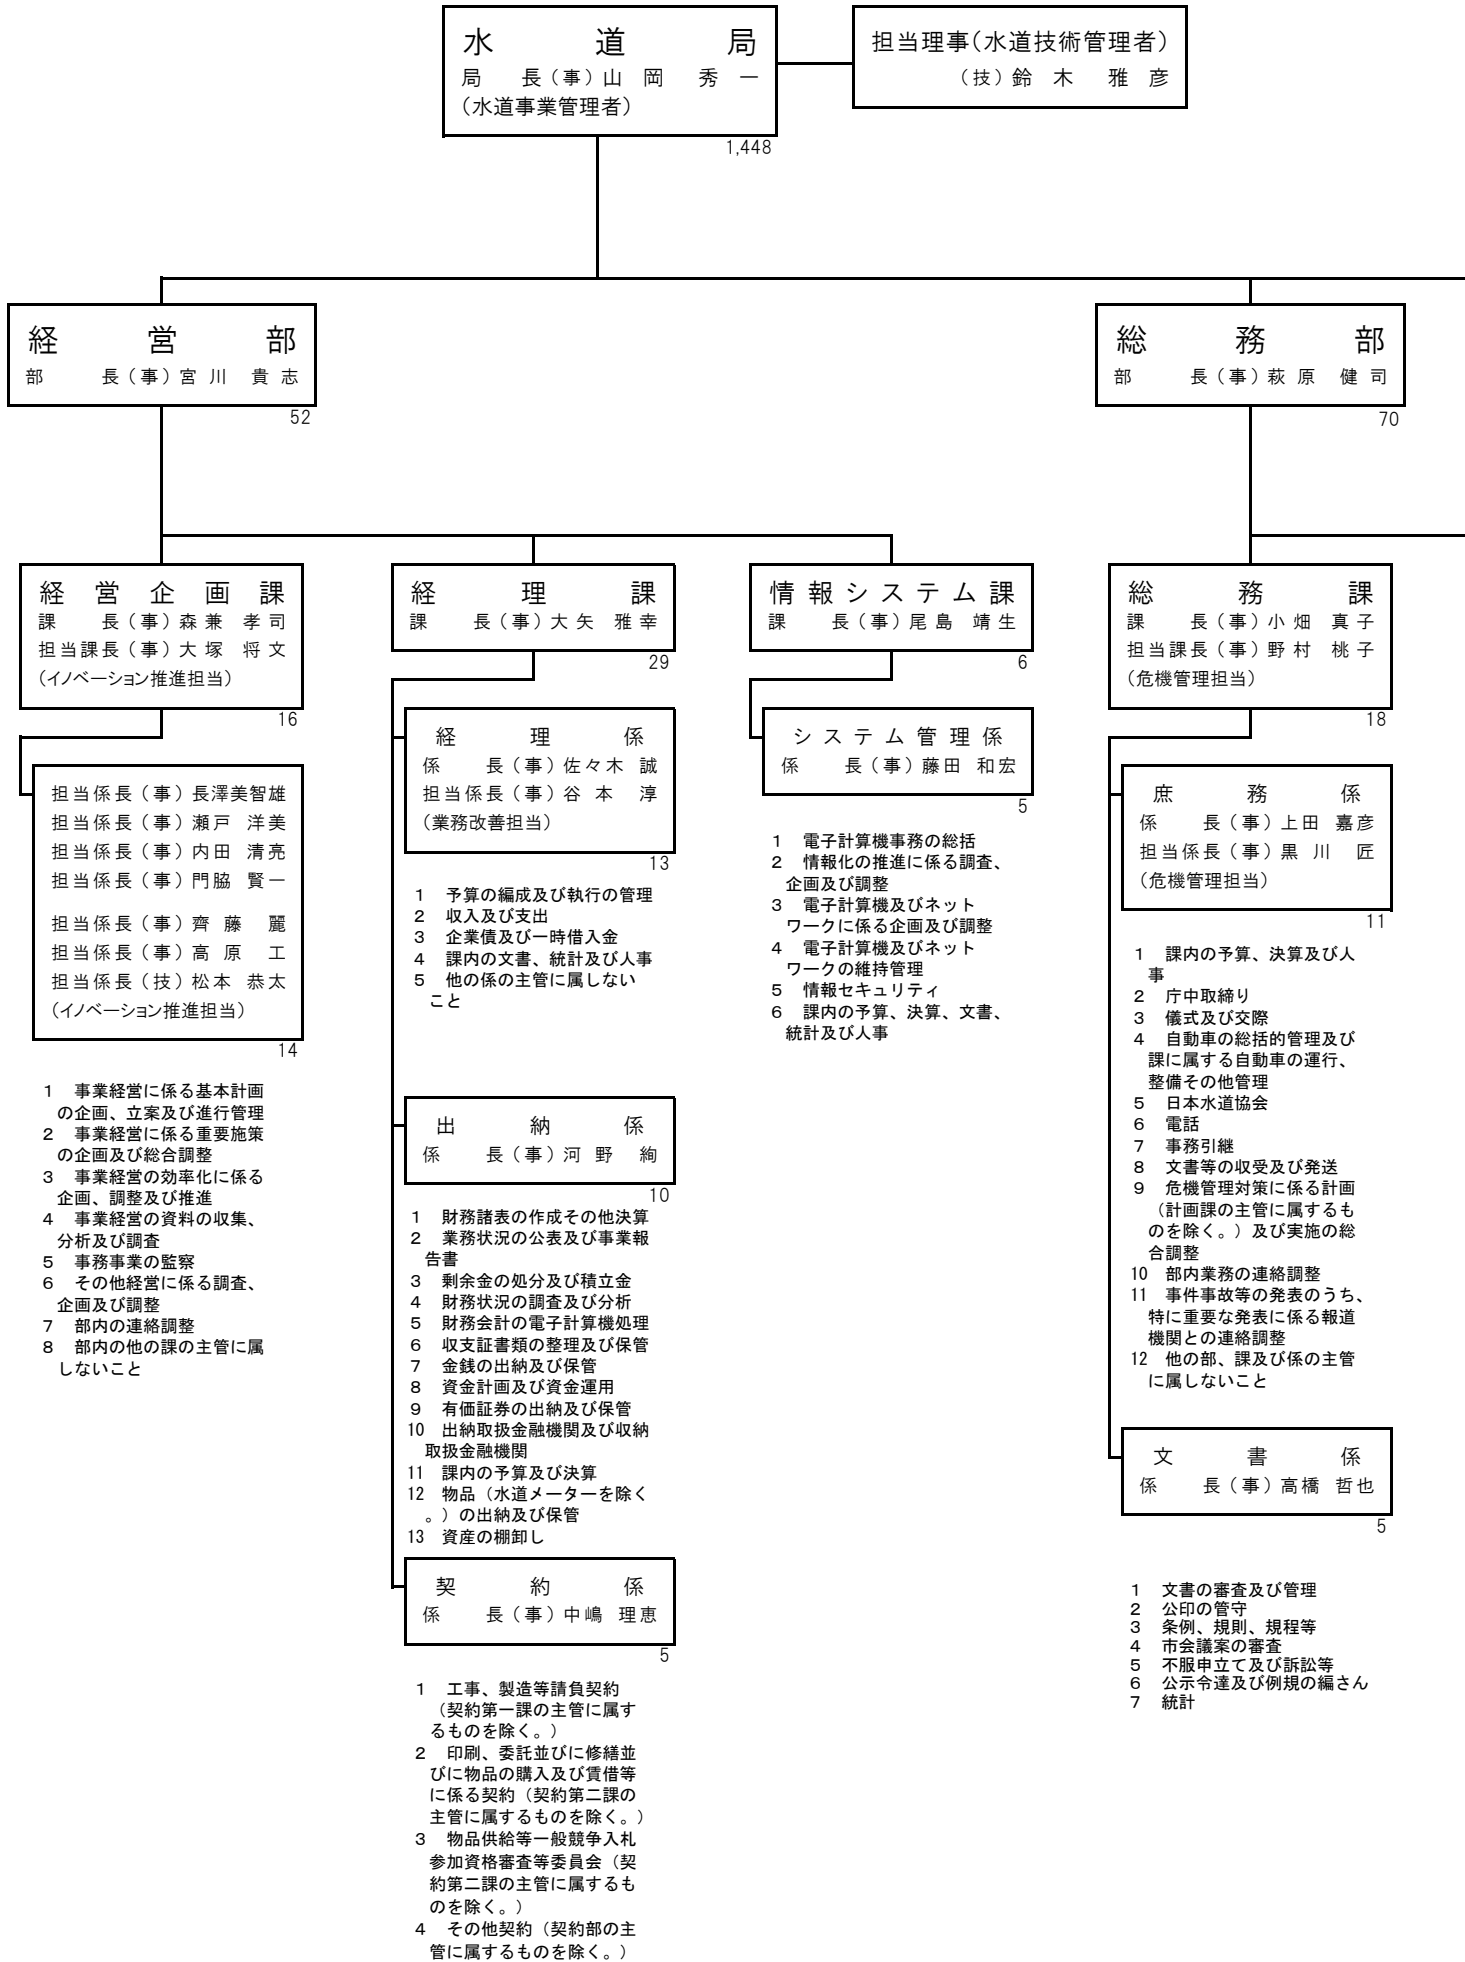 水道局
局　長（事）山岡　秀一
（水道事業管理者）
1,448
担当理事（水道技術管理者）
（技）鈴木　雅彦
経営部
部　長（事）宮川　貴志
52
総務部
部　長（事）萩原　健司
70
経営企画課
課　長（事）森兼　孝司
担当課長（事）大塚　将文
（イノベーション推進担当）
16
担当係長（事）長澤美智雄
担当係長（事）瀬戸　洋美
担当係長（事）内田　清亮
担当係長（事）門脇　賢一
担当係長（事）齊藤　麗
担当係長（事）高原　工
担当係長（技）松本　恭太
（イノベーション推進担当）
14
1　事業経営に係る基本計画
の企画、立案及び進行管理
2　事業経営に係る重要施策
の企画及び総合調整
3　事業経営の効率化に係る
企画、調整及び推進
4　事業経営の資料の収集、
分析及び調査
5　事務事業の監察
6　その他経営に係る調査、
企画及び調整
7　部内の連絡調整
8　部内の他の課の主管に属
しないこと
経理課
課　長（事）大矢　雅幸
29
経理係
係　長（事）佐々木　誠
担当係長（事）谷本　淳
（業務改善担当）
13
1　予算の編成及び執行の管理
2　収入及び支出
3　企業債及び一時借入金
4　課内の文書、統計及び人事
5　他の係の主管に属しない
こと
出納係
係　長（事）河野　絢
10
1　財務諸表の作成その他決算
2　業務状況の公表及び事業報
告書
3　剰余金の処分及び積立金
4　財務状況の調査及び分析
5　財務会計の電子計算機処理
6　収支証書類の整理及び保管
7　金銭の出納及び保管
8　資金計画及び資金運用
9　有価証券の出納及び保管
10　出納取扱金融機関及び収納
取扱金融機関
11　課内の予算及び決算
12　物品（水道メーターを除く
。）の出納及び保管
13　資産の棚卸し
契約係
係　長（事）中嶋　理恵
5
1　工事、製造等請負契約
（契約第一課の主管に属す
るものを除く。）
2　印刷、委託並びに修繕並
びに物品の購入及び賃借等
に係る契約（契約第二課の
主管に属するものを除く。）
3　物品供給等一般競争入札
参加資格審査等委員会（契
約第二課の主管に属するも
のを除く。）
4　その他契約（契約部の主
管に属するものを除く。）
情報システム課
課　長（事）尾島　靖生
6
システム管理係
係　長（事）藤田　和宏
5
1　電子計算機事務の総括
2　情報化の推進に係る調査、
企画及び調整
3　電子計算機及びネット
ワークに係る企画及び調整
4　電子計算機及びネット
ワークの維持管理
5　情報セキュリティ
6　課内の予算、決算、文書、
統計及び人事
総務課
課　長（事）小畑　真子
担当課長（事）野村　桃子
（危機管理担当）
18
庶務係
係　長（事）上田　嘉彦
担当係長（事）黒川　匠
（危機管理担当）
11
1　課内の予算、決算及び人
事
2　庁中取締り
3　儀式及び交際
4　自動車の総括的管理及び
課に属する自動車の運行、
整備その他管理
5　日本水道協会
6　電話
7　事務引継
8　文書等の収受及び発送
9　危機管理対策に係る計画
（計画課の主管に属するも
のを除く。）及び実施の総
合調整
10　部内業務の連絡調整
11　事件事故等の発表のうち、
特に重要な発表に係る報道
機関との連絡調整
12　他の部、課及び係の主管
に属しないこと
文書係
係　長（事）高橋　哲也
5
1　文書の審査及び管理
2　公印の管守
3　条例、規則、規程等
4　市会議案の審査
5　不服申立て及び訴訟等
6　公示令達及び例規の編さん
7　統計